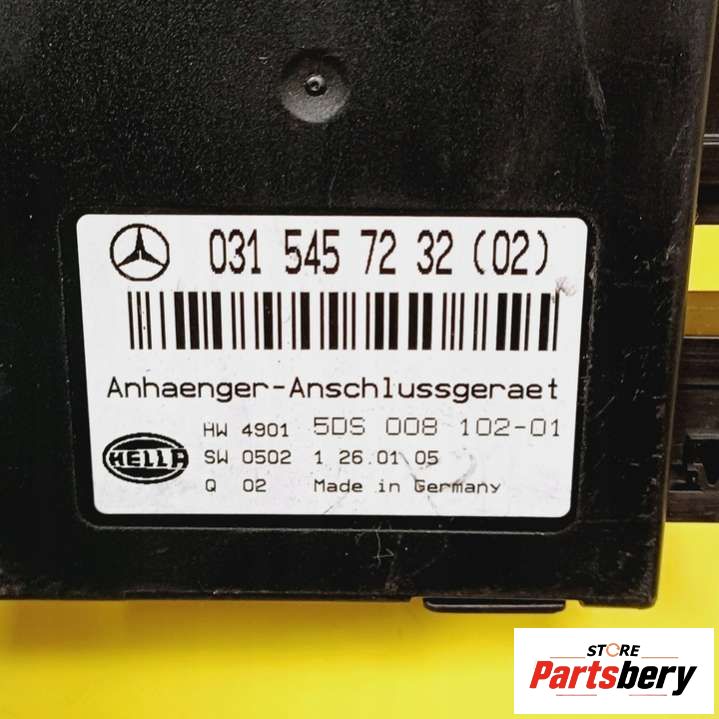 031 545 72 32 (02)
Anhaenger-Anschlussgeraet
HW 4901 5DS 008 102-01
HELLA
SW 0502 1 26.01 05
Q 02 Made in Germany
STORE
Partsbery